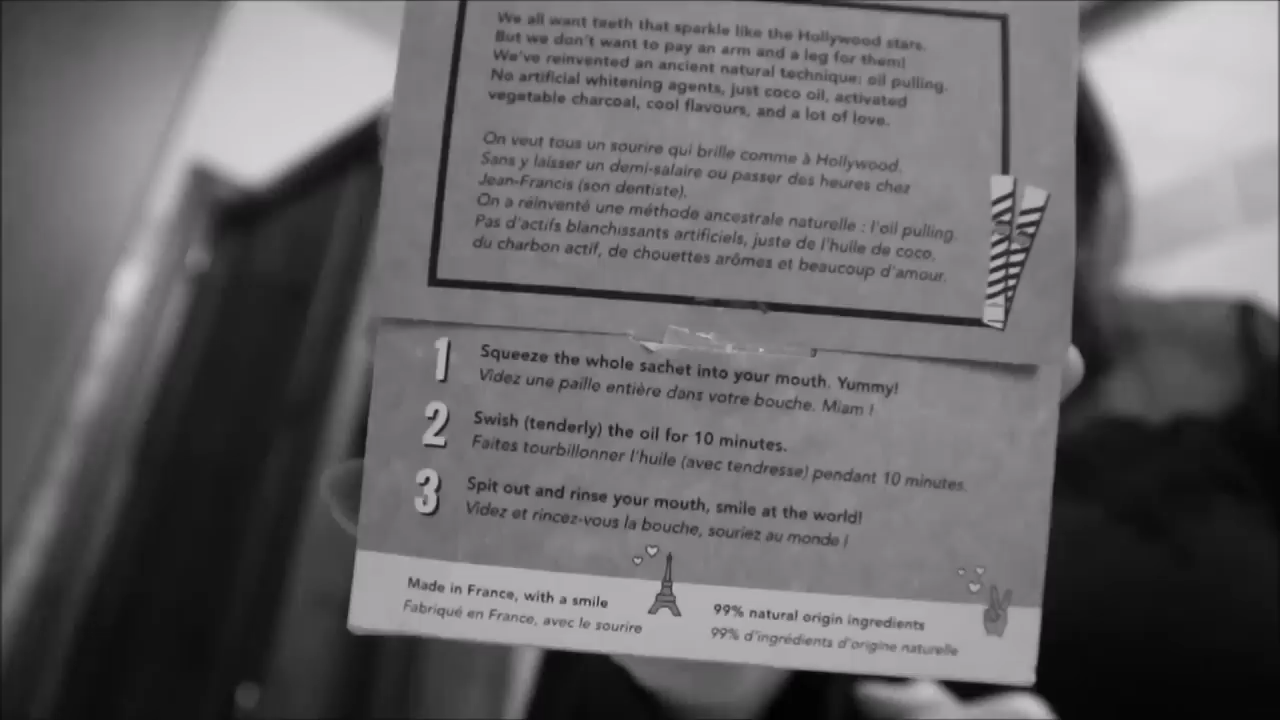 We all want teeth that sparkle like the Hollywood stars.
But we don't want to pay an arm and a leg for them!
We've reinvented an ancient natural technique: oil pulling.
No artificial whitening agents, just coco oil, activated
vegetable charcoal, cool flavours, and a lot of love.
On veut tous un sourire qui brille comme à Hollywood.
Sans y laisser un demi-salaire ou passer des heures chez
Jean-Francis (son dentiste).
On a réinventé une méthode ancestrale naturelle : l'oil pulling.
Pas d'actifs blanchissants artificiels, juste de l'huile de coco,
du charbon actif, de chouettes arômes et beaucoup d'amour.
1 Squeeze the whole sachet into your mouth. Yummy!
Videz une paille entière dans votre bouche. Miam !
2 Swish (tenderly) the oil for 10 minutes.
Faites tourbillonner l'huile (avec tendresse) pendant 10 minutes.
3 Spit out and rinse your mouth, smile at the world!
Videz et rincez-vous la bouche, souriez au monde !
Made in France, with a smile
Fabriqué en France, avec le sourire
99% natural origin ingredients
99% d'ingrédients d'origine naturelle